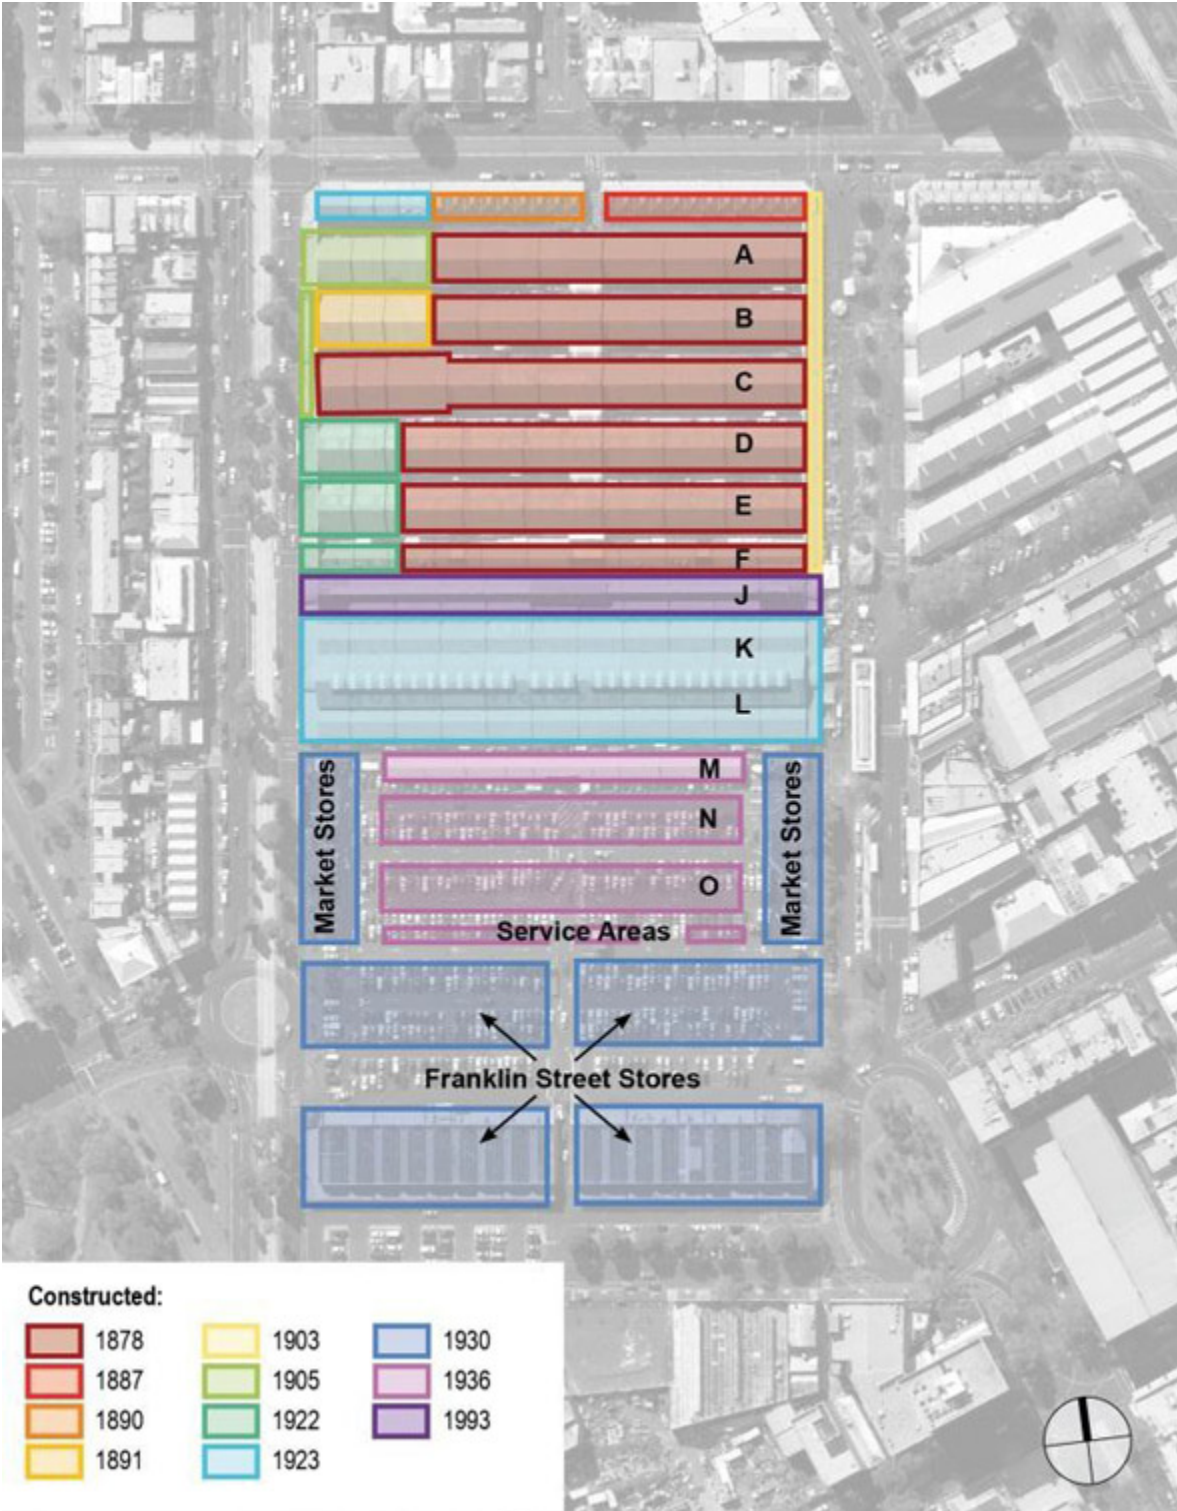 A
B
C
D
E
F
J
K
L
Market Stores
M
Market Stores
N
O
Service Areas
Franklin Street Stores
Constructed:
1878
1887
1890
1891
1903
1905
1922
1923
1930
1936
1993